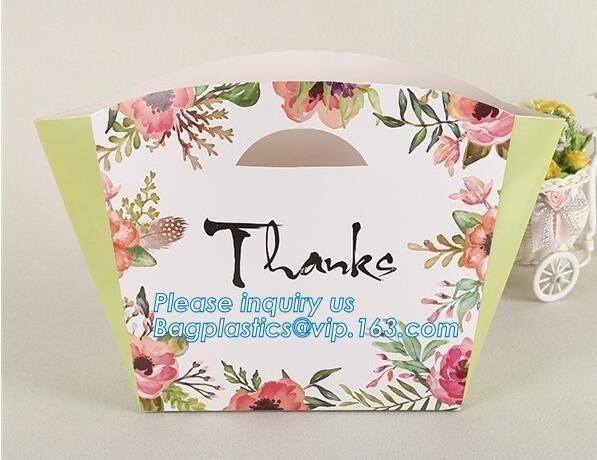 Thanks
Please inquiry us
Bagplastics@vip.163.com